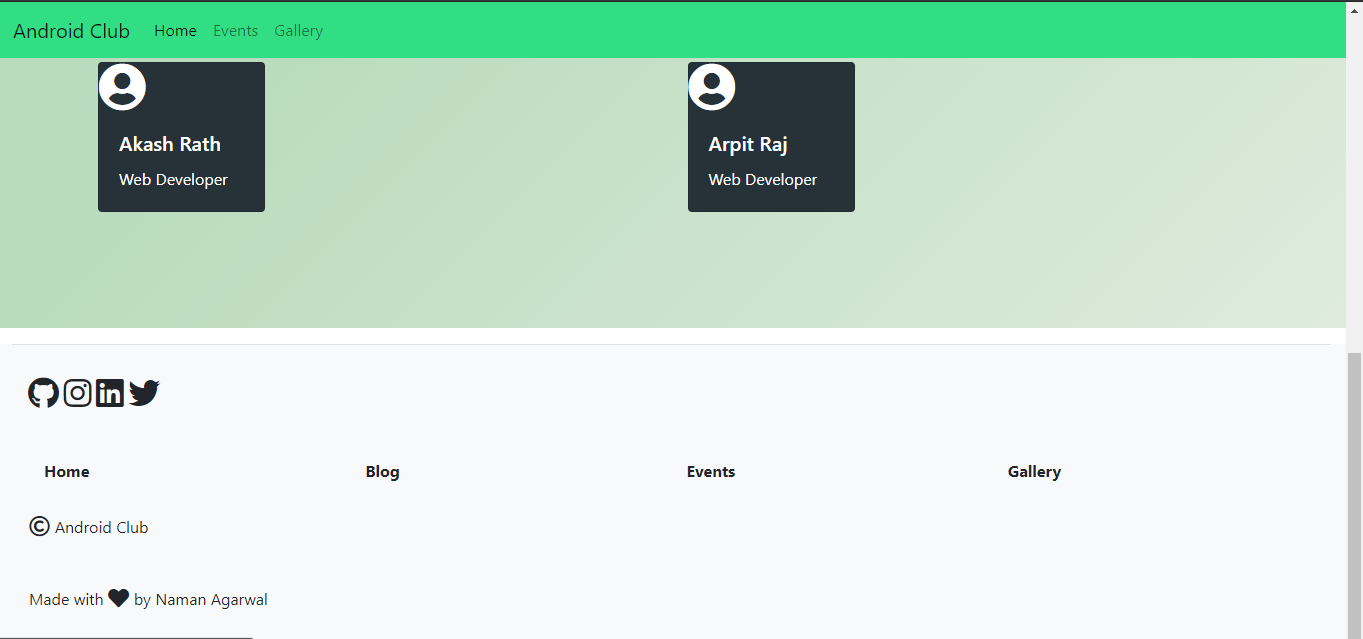 Android Club Home Events Gallery
Akash Rath Arpit Raj
Web Developer Web Developer
Home Blog Events Gallery
© Android Club
Made with ♥ by Naman Agarwal